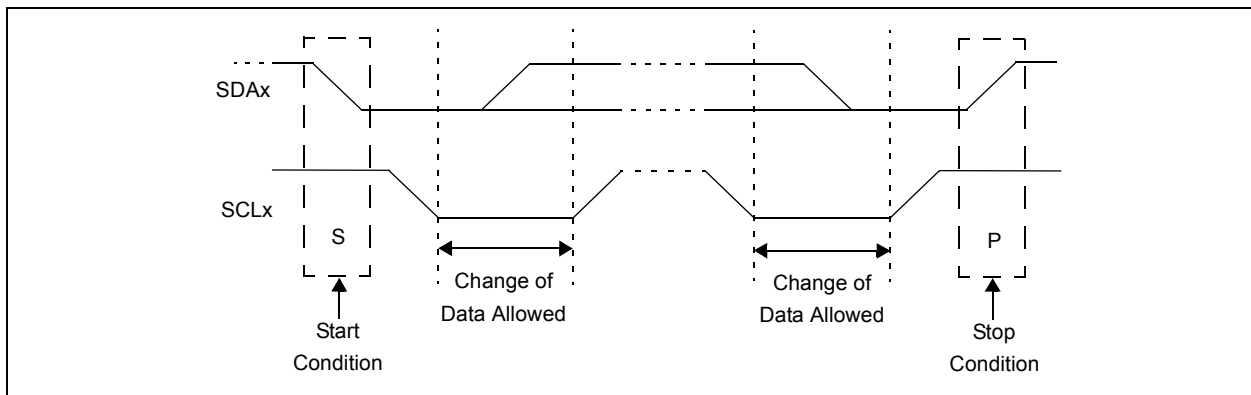 SDAx
SCLx
S
P
Change of
Data Allowed
Change of
Data Allowed
Start
Condition
Stop
Condition